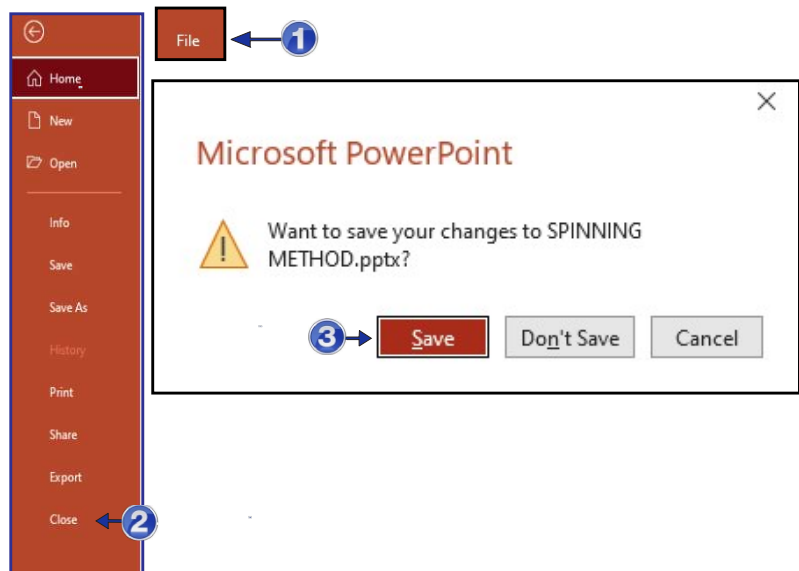 File
1
Home
New
Open
Info
Save
Save As
History
Print
Share
Export
Close
2
Microsoft PowerPoint
Want to save your changes to SPINNING
METHOD.pptx?
3
Save
Don't Save
Cancel